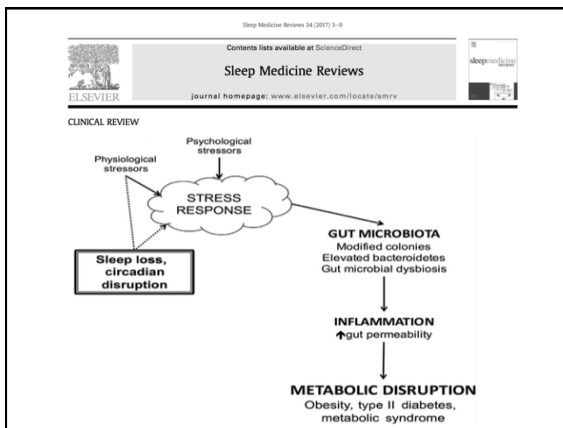 Sleep Medicine Reviews 34 (2017) 3–9
Contents lists available at ScienceDirect
Sleep Medicine Reviews
journal homepage: www.elsevier.com/locate/smrv
ELSEVIER
sleepmedicine
REVIEWS
CLINICAL REVIEW
Psychological
stressors
Physiological
stressors
STRESS
RESPONSE
Sleep loss,
circadian
disruption
GUT MICROBIOTA
Modified colonies
Elevated bacteroidetes
Gut microbial dysbiosis
INFLAMMATION
↑gut permeability
METABOLIC DISRUPTION
Obesity, type II diabetes,
metabolic syndrome